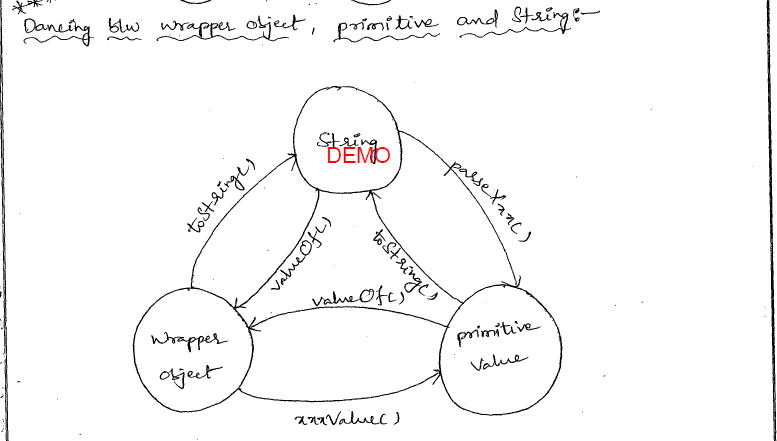 ***
Dancing b/w wrapper object, primitive and String:-
String
DEMO
toString()
parseXxx()
valueOf()
toString()
valueOf()
Wrapper
object
primitive
value
xxxValue()